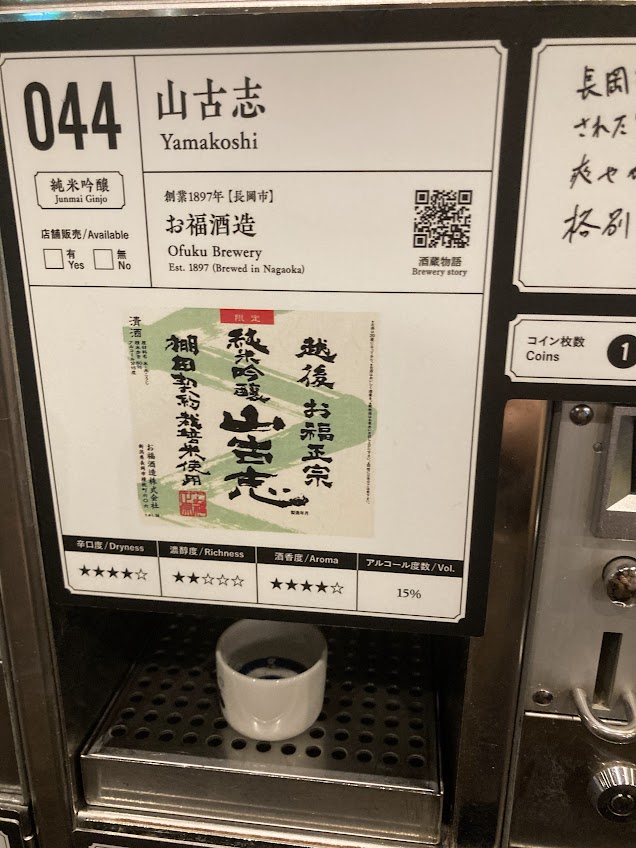 044
純米吟醸
Junmai Ginjo
店舗販売/Available
有
Yes
無
No
山古志
Yamakoshi
創業1897年【長岡市】
お福酒造
Ofuku Brewery
Est. 1897 (Brewed in Nagaoka)
酒蔵物語
Brewery story
限定
越後 お福正宗
純米吟醸 山古志
棚田契約栽培米使用
清酒
お福酒造株式会社
製造年月
辛口度/Dryness
★★★★☆
濃醇度/Richness
★★☆☆☆
酒香度/Aroma
★★★★☆
アルコール度数/Vol.
15%
長岡
された
爽や
格別
コイン枚数
Coins
1